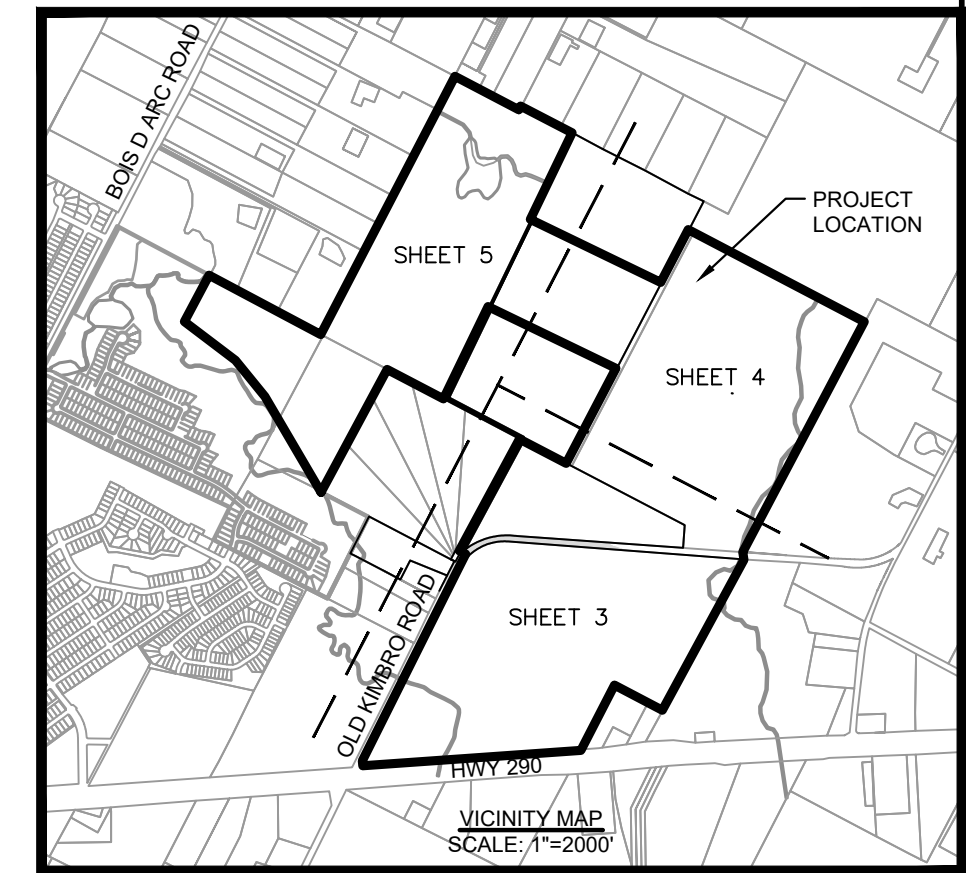 BOIS D ARC ROAD
PROJECT
LOCATION
SHEET 5
SHEET 4
SHEET 3
OLD KIMBRO ROAD
HWY 290
VICINITY MAP
SCALE: 1"=2000'